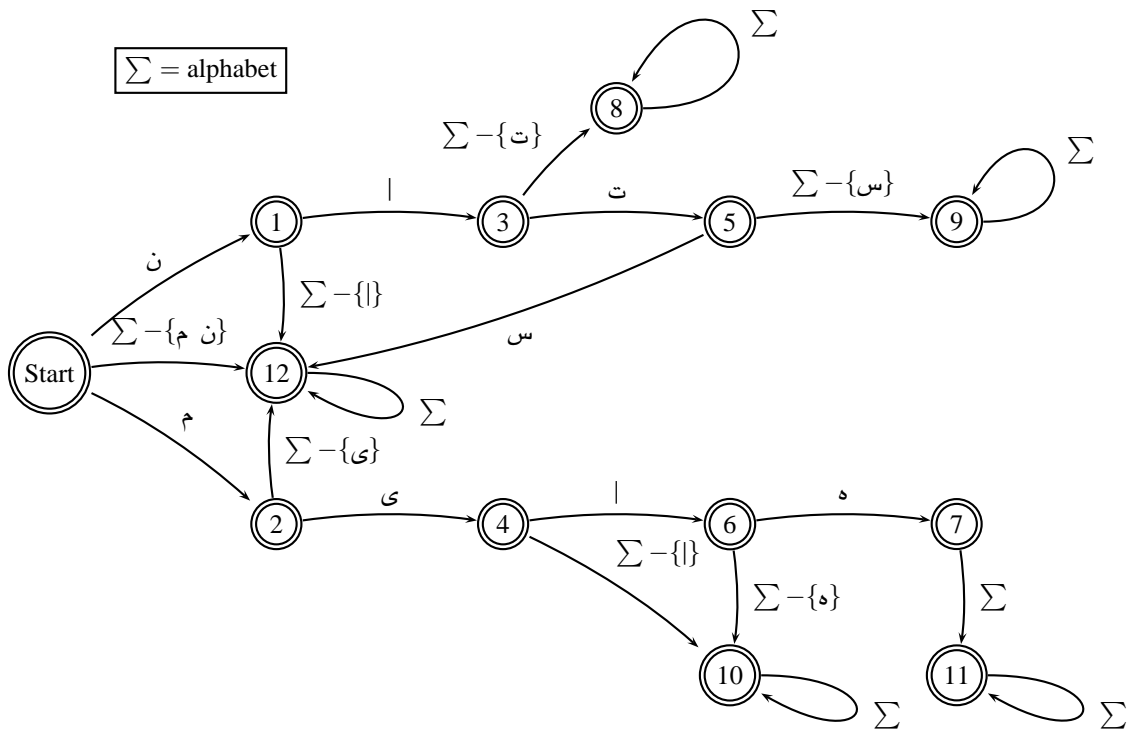 ∑ = alphabet
∑
8
∑ –{ت}
∑
∑ –{س}
ا
ت
1
3
5
9
ن
∑ –{ا}
∑ –{ن م}
س
Start
12
∑
م
∑ –{ی}
ی
ا
ه
2
4
6
7
∑ –{ا}
∑ –{ه}
∑
10
11
∑
∑